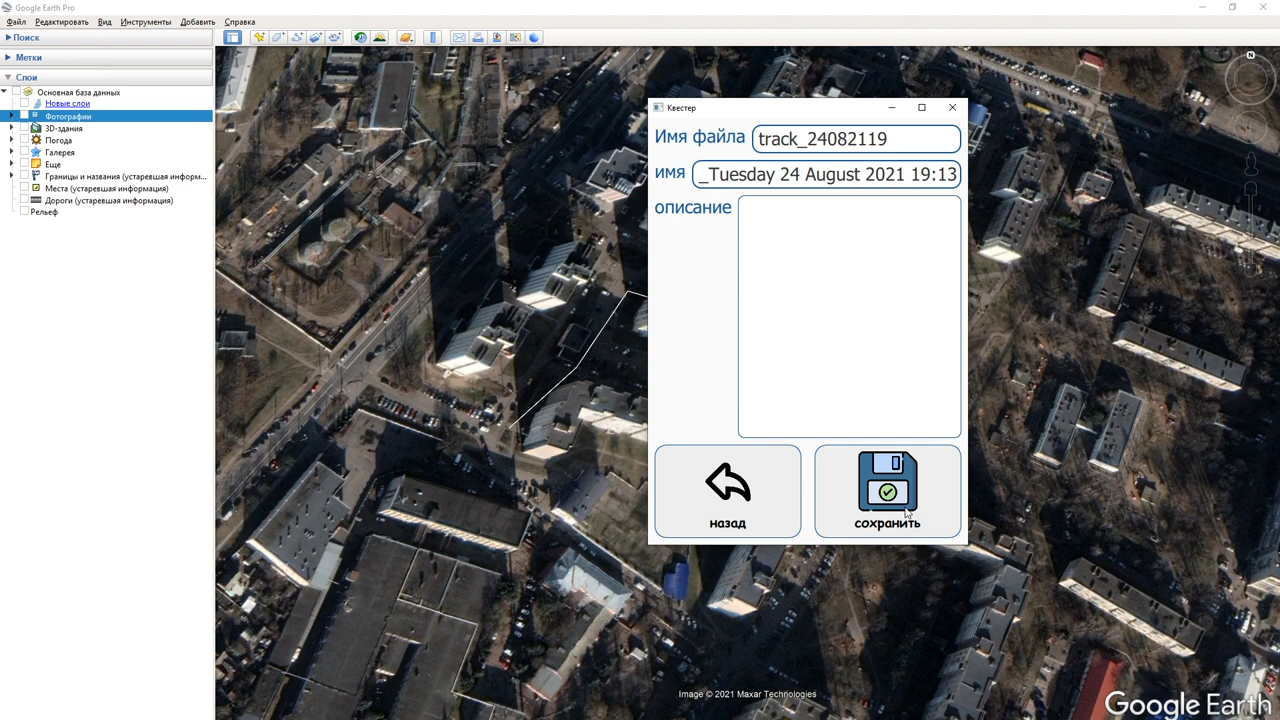 Google Earth Pro
Файл Редактировать Вид Инструменты Добавить Справка
Поиск
Метки
Слои
Основная база данных
Новые слои
Фотографии
3D-здания
Погода
Галерея
Еще
Границы и названия (устаревшая информ...
Места (устаревшая информация)
Дороги (устаревшая информация)
Рельеф
Квестер
Имя файла track_24082119
имя _Tuesday 24 August 2021 19:13
описание
назад
сохранить
N
Image © 2021 Maxar Technologies
Google Earth